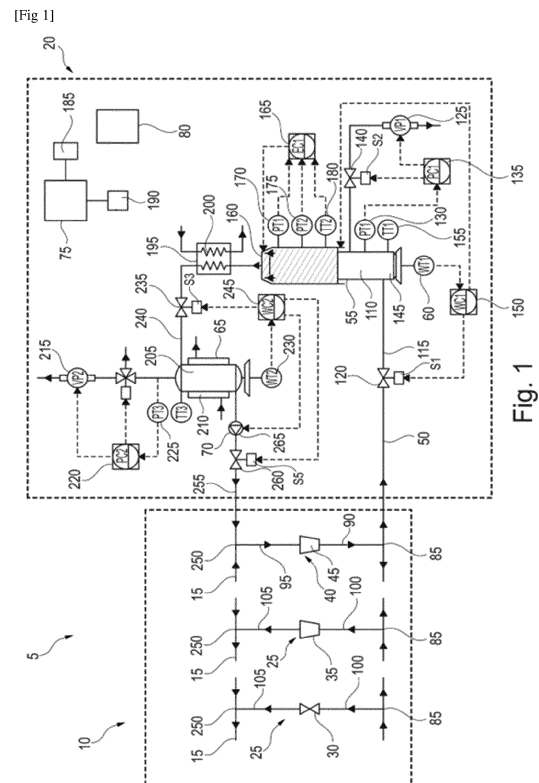 [Fig 1]
20
185
80
75
190
165
EC1
170
PT1
175
PT2
TT2
180
160
200
195
140
S2
VP1
125
PC1
135
PT1
130
TT1
155
55
110
145
WT1
60
WC1
150
235
S3
245
WC2
240
215
VP2
205
65
230
WT2
PT3
TT3
225
PC2
220
210
70
265
260
S5
255
120
115
S1
50
Fig. 1
250
15
95
90
45
40
85
250
15
105
100
25
35
85
250
15
105
100
25
30
85
5
10